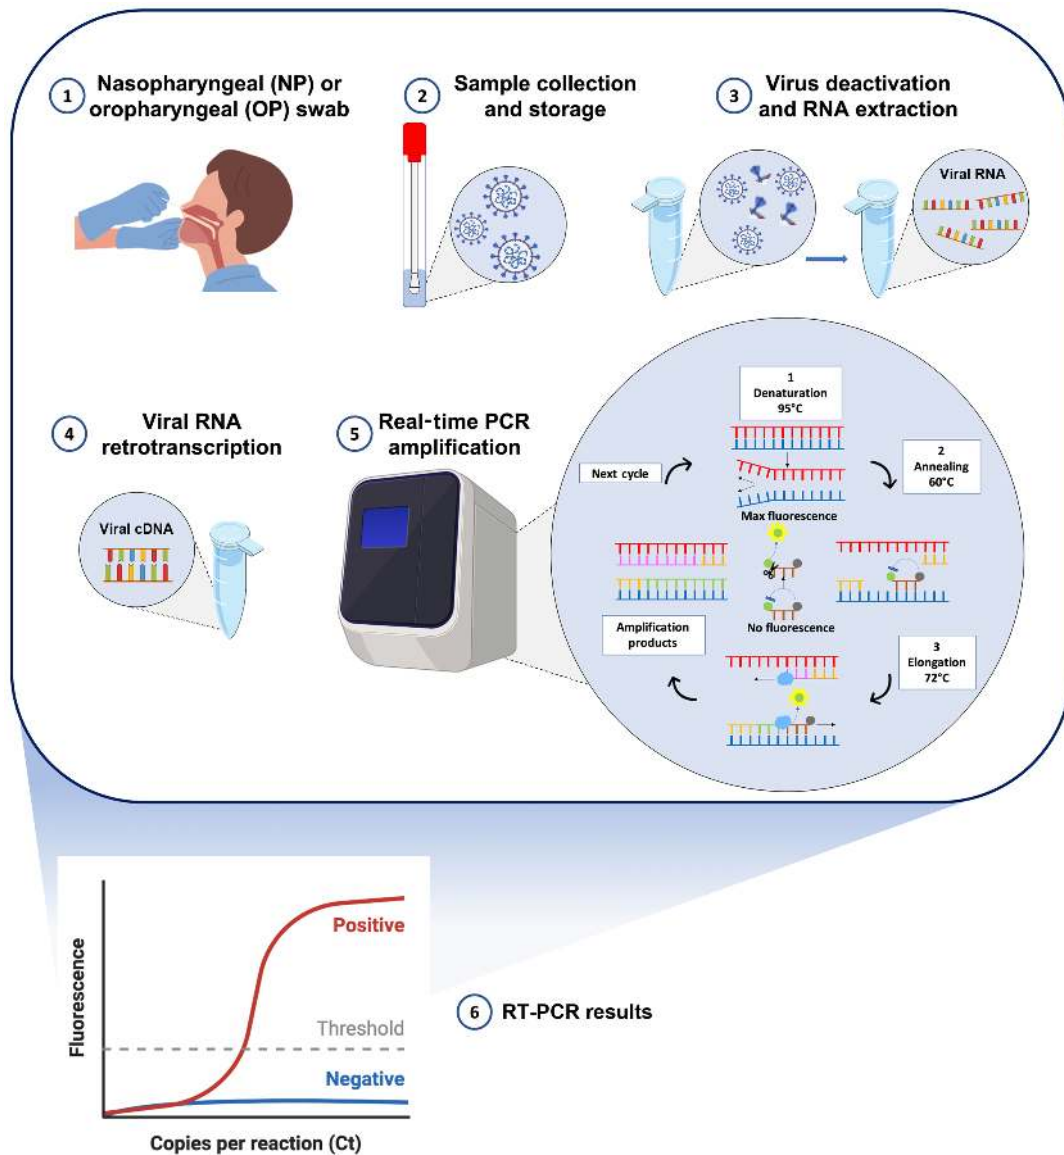 1
Nasopharyngeal (NP) or
oropharyngeal (OP) swab
2
Sample collection
and storage
3
Virus deactivation
and RNA extraction
Viral RNA
4
Viral RNA
retrotranscription
Viral cDNA
5
Real-time PCR
amplification
1
Denaturation
95°C
2
Annealing
60°C
Next cycle
Max fluorescence
No fluorescence
Amplification
products
3
Elongation
72°C
Fluorescence
Positive
Threshold
Negative
Copies per reaction (Ct)
6
RT-PCR results